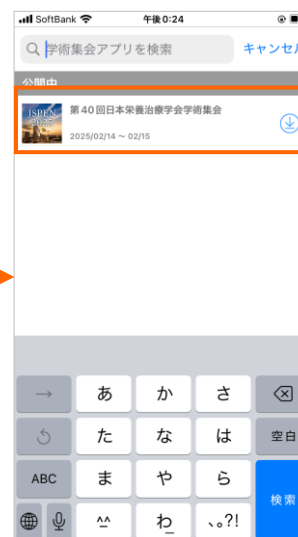 SoftBank 午後0:24
学術集会アプリを検索 キャンセル
公開中
JSPEN
2025
第40回日本栄養治療学会学術集会
2025/02/14 ~ 02/15
→ あ か さ
た な は 空白
ABC ま や ら
^^ わ 、。?! 検索